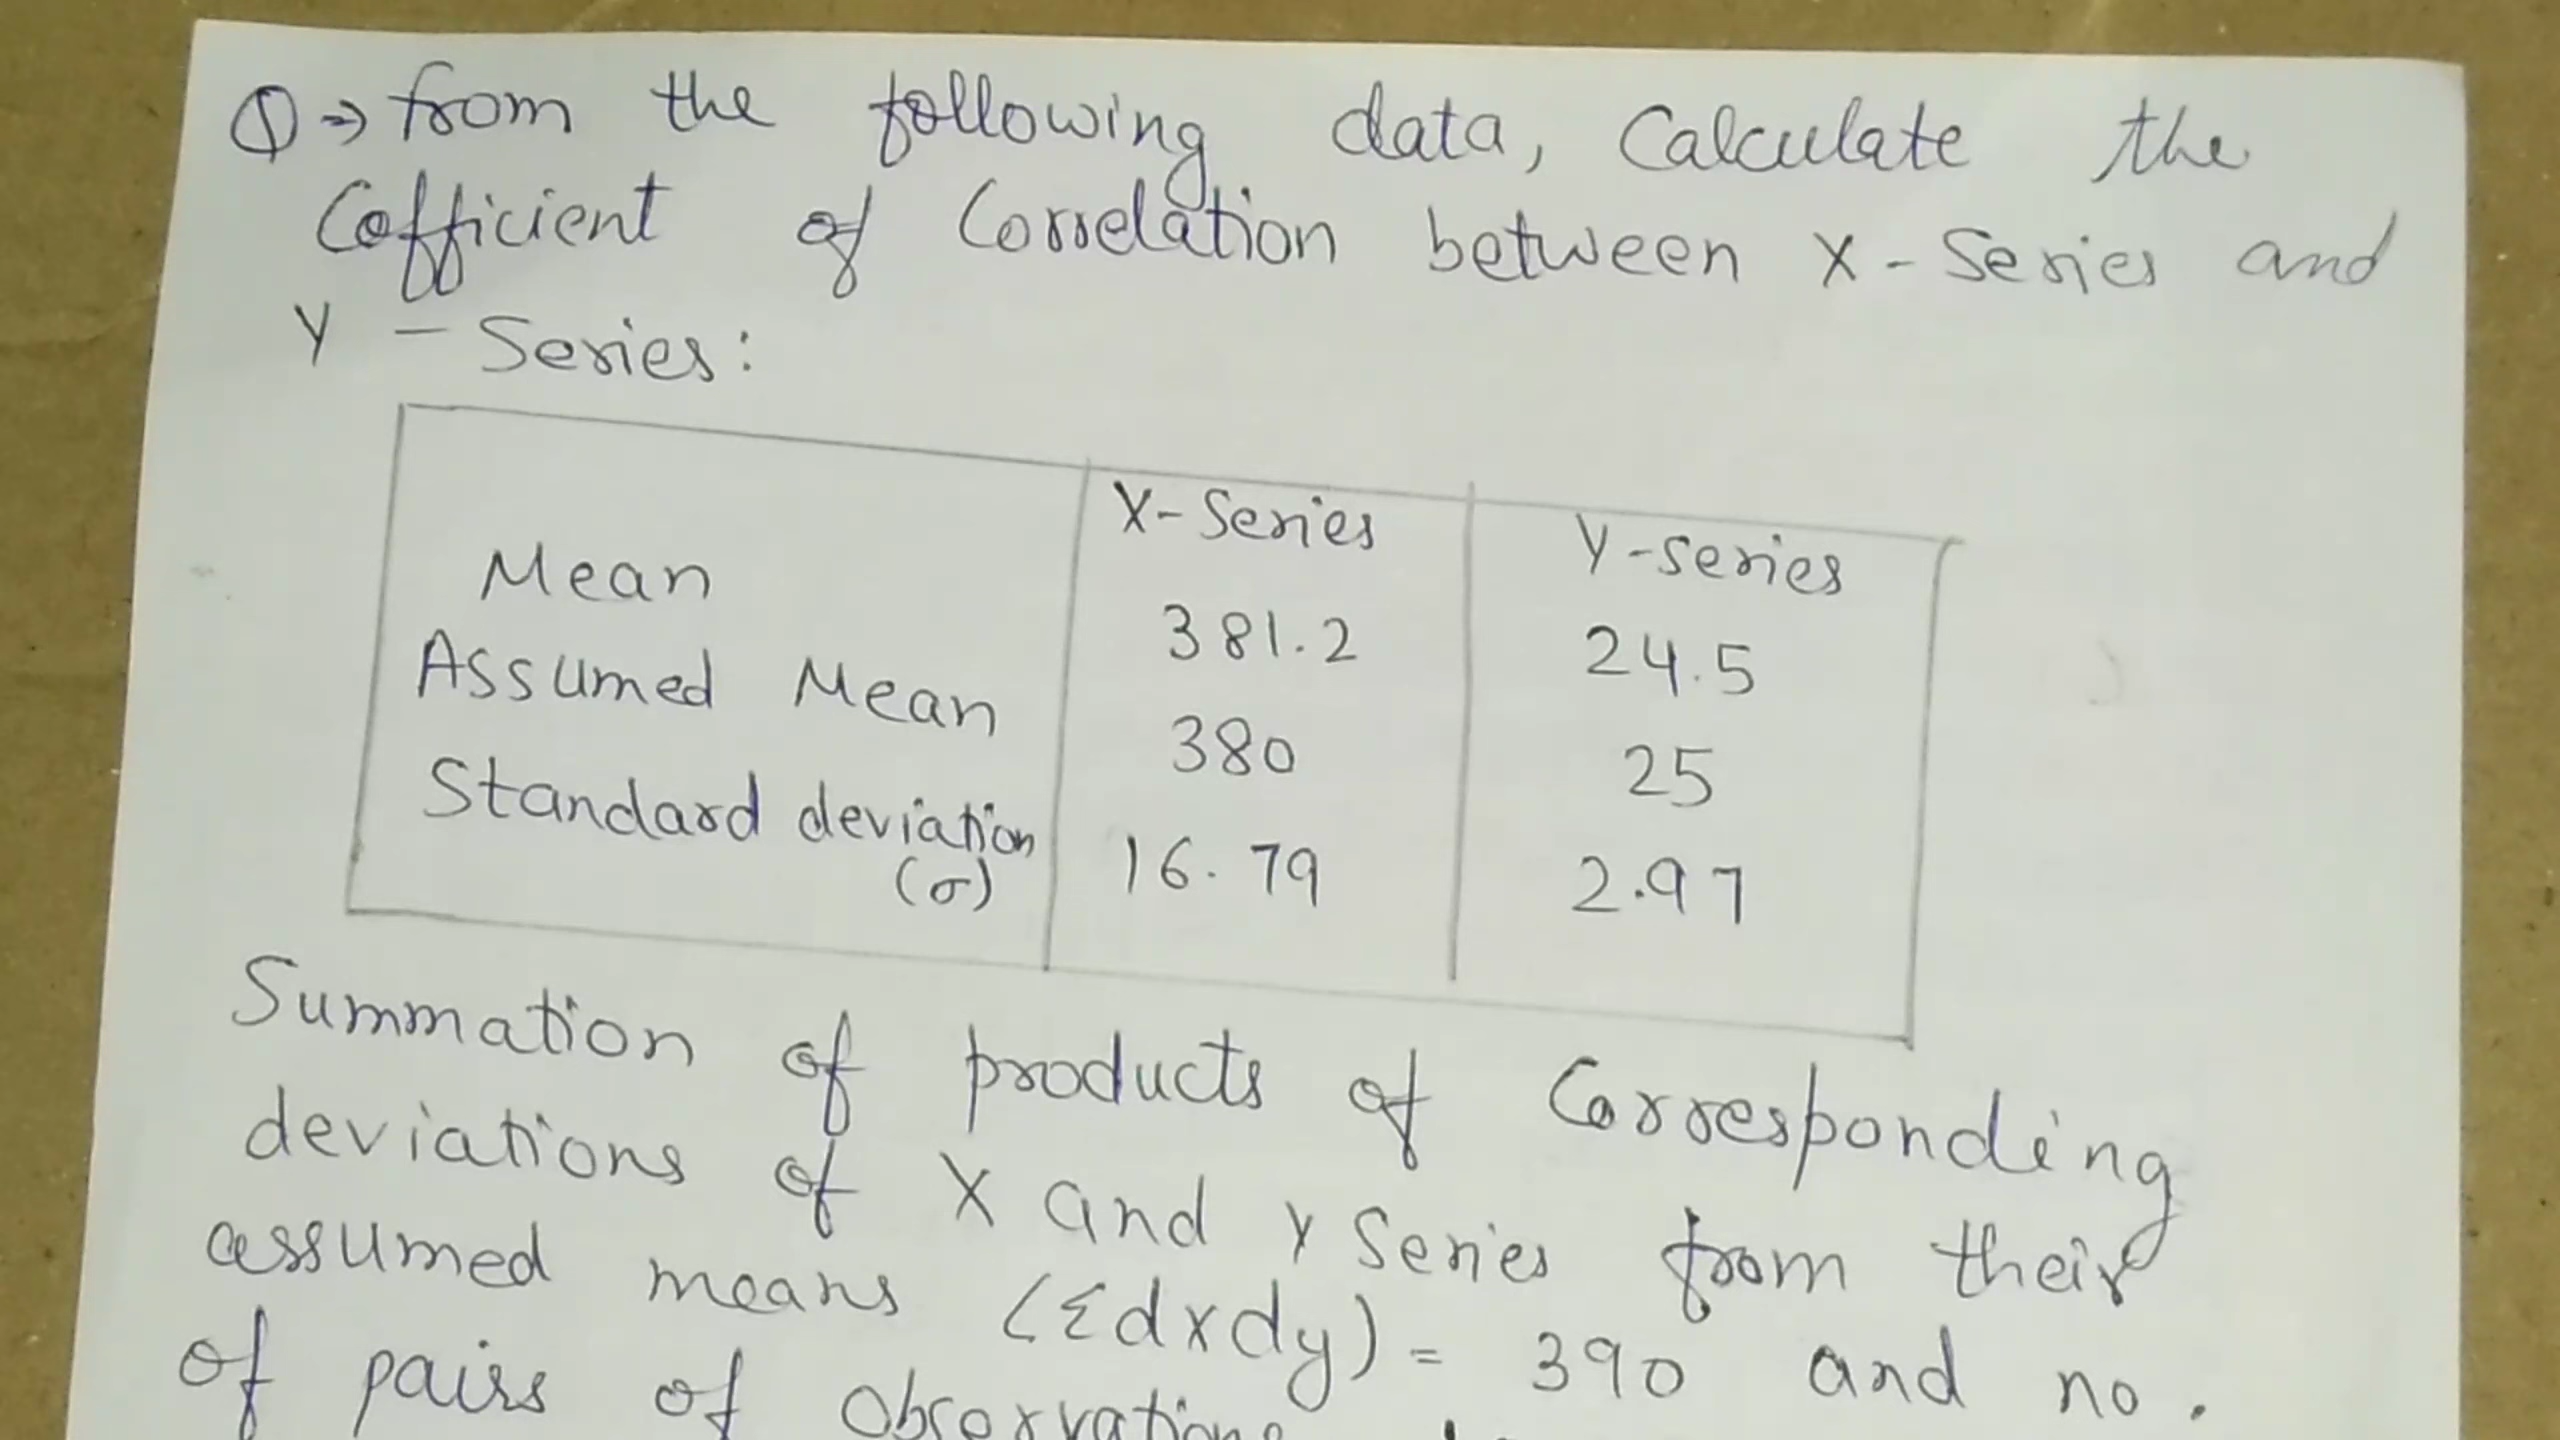 Q → from the following data, Calculate the
Cofficient of Correlation between X - Series and
Y - Series:
X-Series Y-series
Mean 381.2 24.5
Assumed Mean 380 25
Standard deviation 16.79 2.97
(σ)
Summation of products of Corresponding
deviations of X and Y Series from their
assumed means (Σdxdy) = 390 and no.
of pairs of Observations